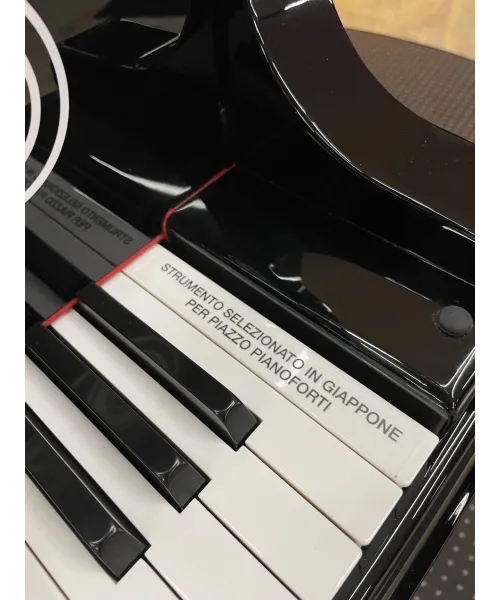 STRUMENTO SELEZIONATO IN GIAPPONE
PER PIAZZO PIANOFORTI